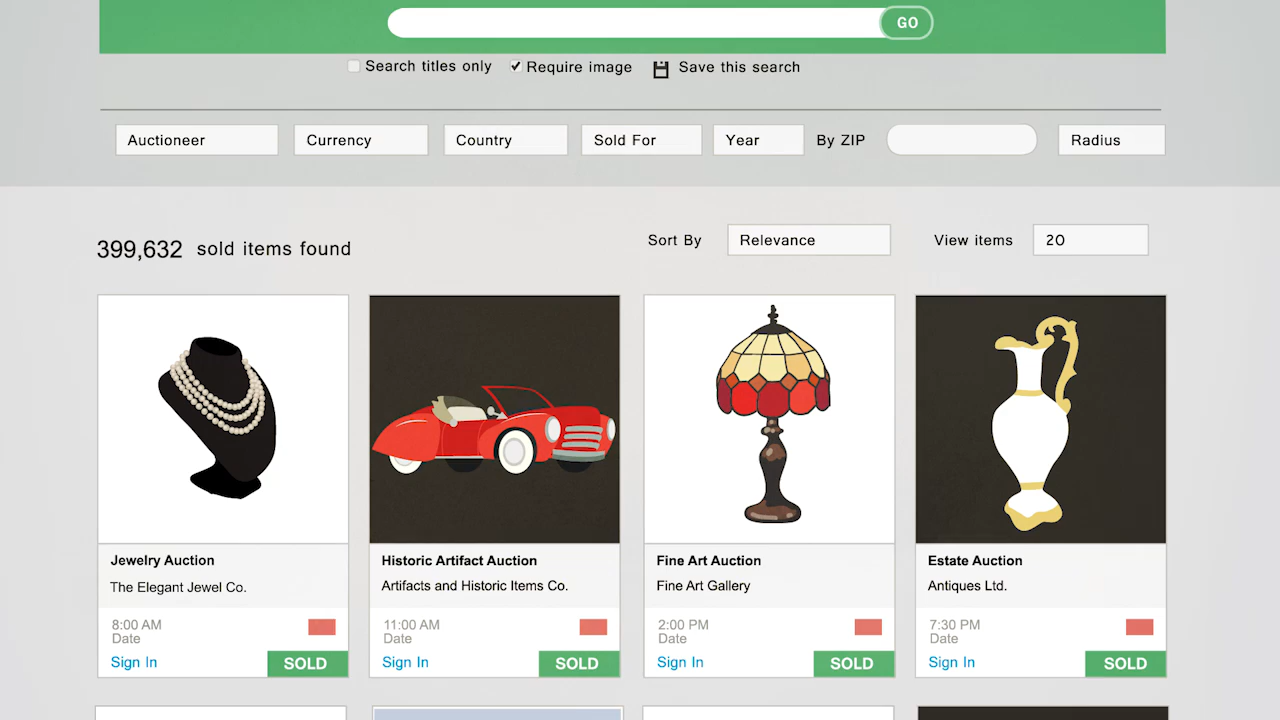 GO
Search titles only
Require image
Save this search
Auctioneer
Currency
Country
Sold For
Year
By ZIP
Radius
399,632 sold items found
Sort By
Relevance
View items
20
Jewelry Auction
The Elegant Jewel Co.
8:00 AM
Date
Sign In
SOLD
Historic Artifact Auction
Artifacts and Historic Items Co.
11:00 AM
Date
Sign In
SOLD
Fine Art Auction
Fine Art Gallery
2:00 PM
Date
Sign In
SOLD
Estate Auction
Antiques Ltd.
7:30 PM
Date
Sign In
SOLD